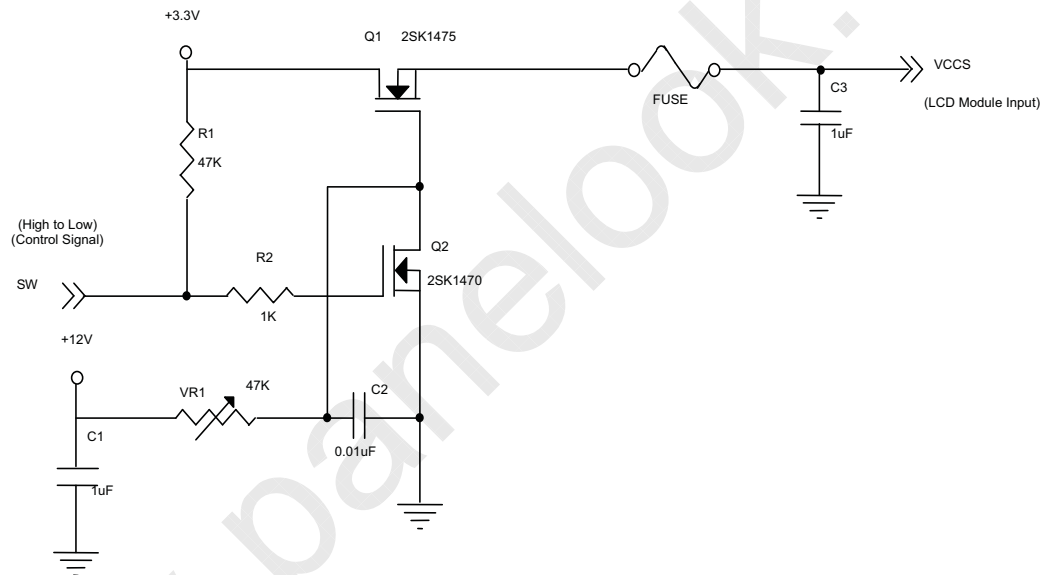 +3.3V
Q1 2SK1475
VCCS
FUSE
C3
(LCD Module Input)
R1
1uF
47K
(High to Low)
(Control Signal)
Q2
R2
SW
2SK1470
1K
+12V
VR1
47K
C2
C1
0.01uF
1uF
panelook.